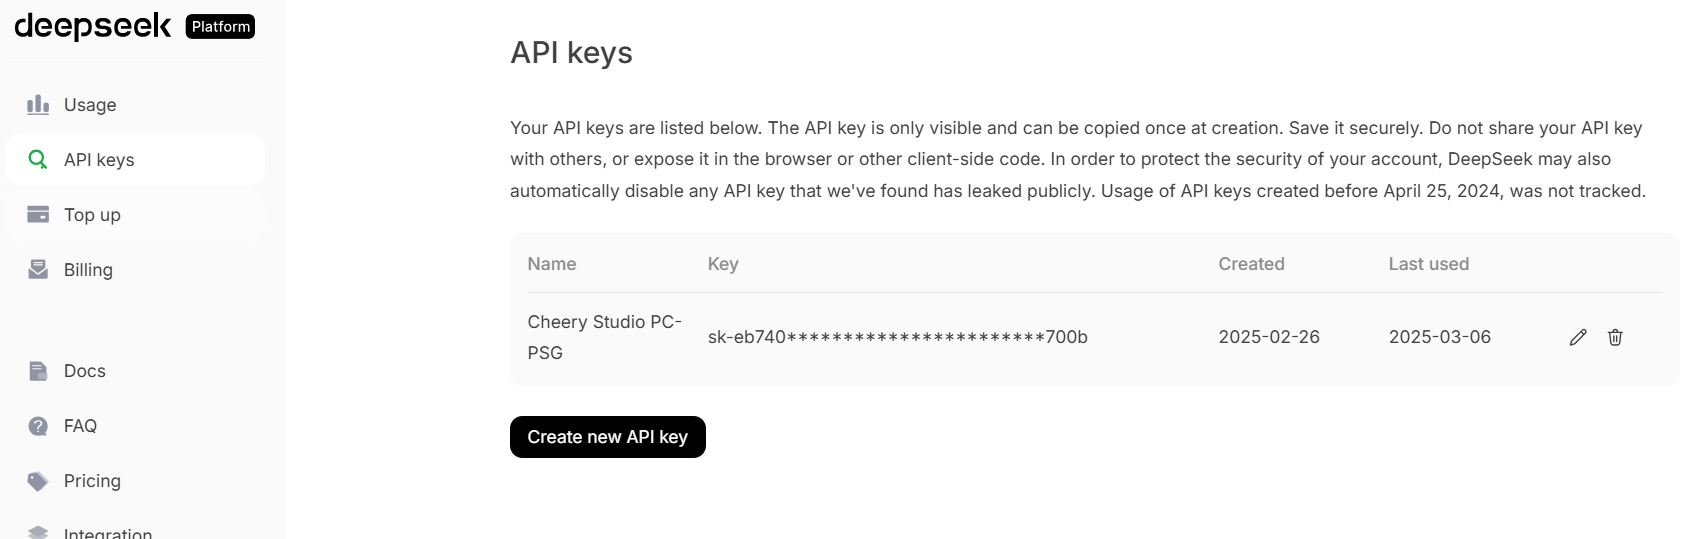 deepseek Platform
Usage
API keys
Top up
Billing
Docs
FAQ
Pricing
Integration
API keys
Your API keys are listed below. The API key is only visible and can be copied once at creation. Save it securely. Do not share your API key
with others, or expose it in the browser or other client-side code. In order to protect the security of your account, DeepSeek may also
automatically disable any API key that we've found has leaked publicly. Usage of API keys created before April 25, 2024, was not tracked.
Name Key Created Last used
Cheery Studio PC-
PSG
sk-eb740***********************700b 2025-02-26 2025-03-06
Create new API key